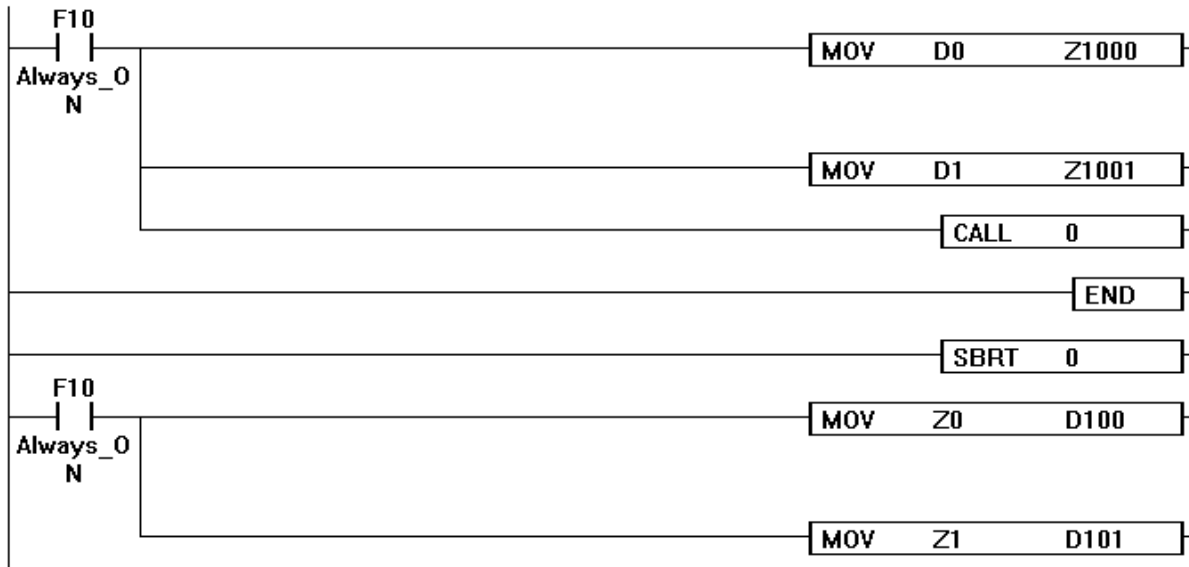 F10
Always_O
N
MOV D0 Z1000
MOV D1 Z1001
CALL 0
END
SBRT 0
F10
Always_O
N
MOV Z0 D100
MOV Z1 D101